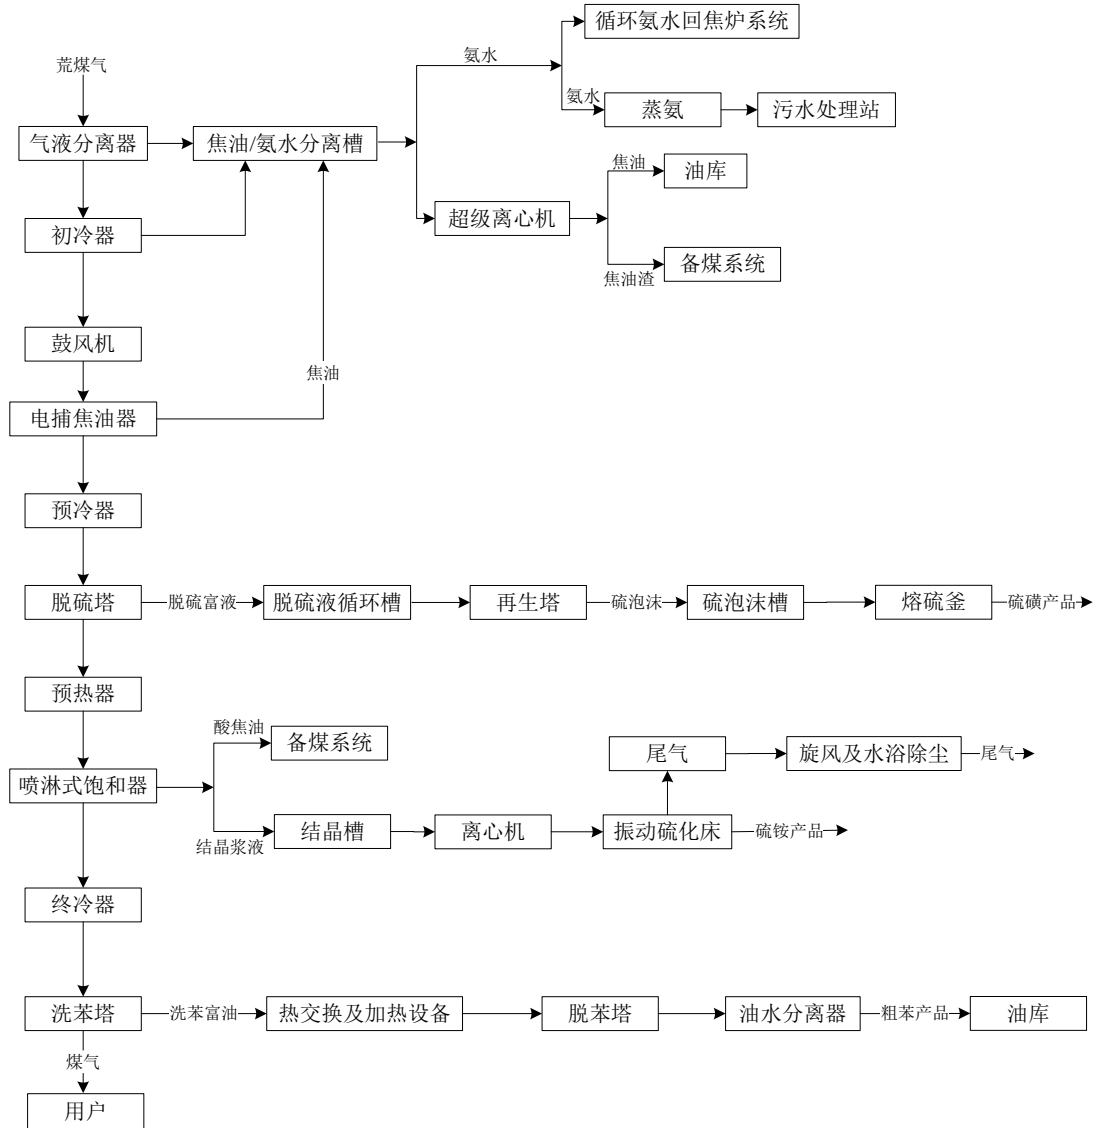 循环氨水回焦炉系统
氨水
荒煤气
氨水
蒸氨
污水处理站
气液分离器
焦油/氨水分离槽
焦油
油库
超级离心机
初冷器
备煤系统
焦油渣
鼓风机
焦油
电捕焦油器
预冷器
脱硫塔
脱硫富液
脱硫液循环槽
再生塔
硫泡沫
硫泡沫槽
熔硫釜
硫磺产品
预热器
酸焦油
备煤系统
尾气
旋风及水浴除尘
尾气
喷淋式饱和器
结晶浆液
结晶槽
离心机
振动硫化床
硫铵产品
终冷器
洗苯塔
洗苯富油
热交换及加热设备
脱苯塔
油水分离器
粗苯产品
油库
煤气
用户